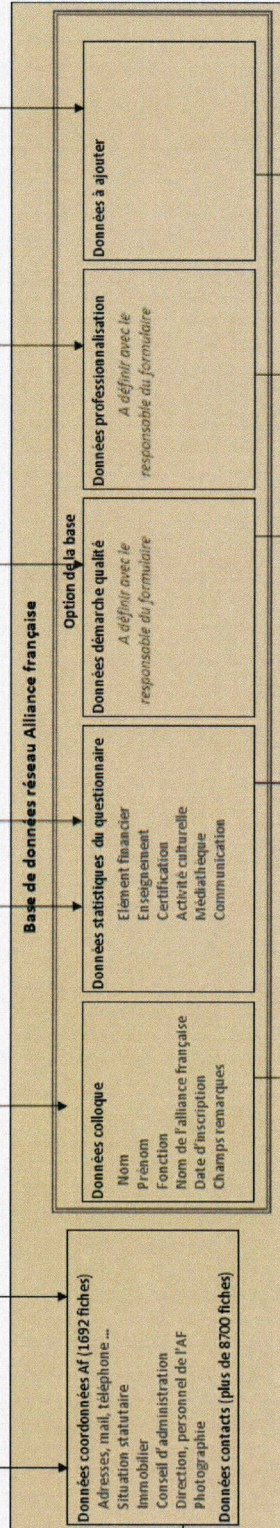 Base de données réseau Alliance française
Données coordonnées Af (1692 fiches)
Adresses, mail, téléphone ...
Situation statutaire
Immobilier
Conseil d'administration
Direction, personnel de l'AF
Photographie
Données contacts (plus de 8700 fiches)
Option de la base
Données colloque
Nom
Prénom
Fonction
Nom de l'alliance française
Date d'inscription
Champs remarques
Données statistiques du questionnaire
Elément financier
Enseignement
Certification
Activité culturelle
Médiathèque
Communication
Données démarche qualité
A définir avec le
responsable du formulaire
Données professionnalisation
A définir avec le
responsable du formulaire
Données à ajouter